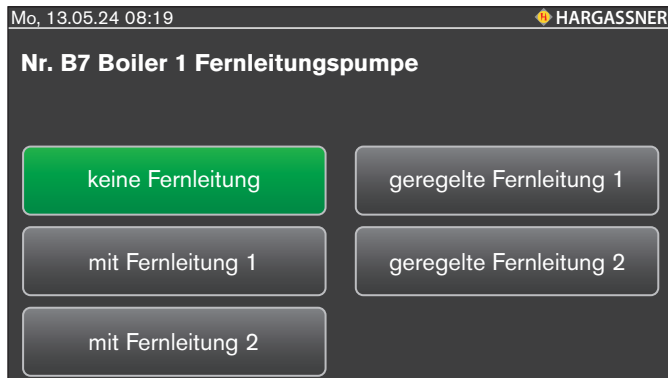 Mo, 13.05.24 08:19 HARGASSNER
Nr. B7 Boiler 1 Fernleitungspumpe
keine Fernleitung geregelte Fernleitung 1
mit Fernleitung 1 geregelte Fernleitung 2
mit Fernleitung 2